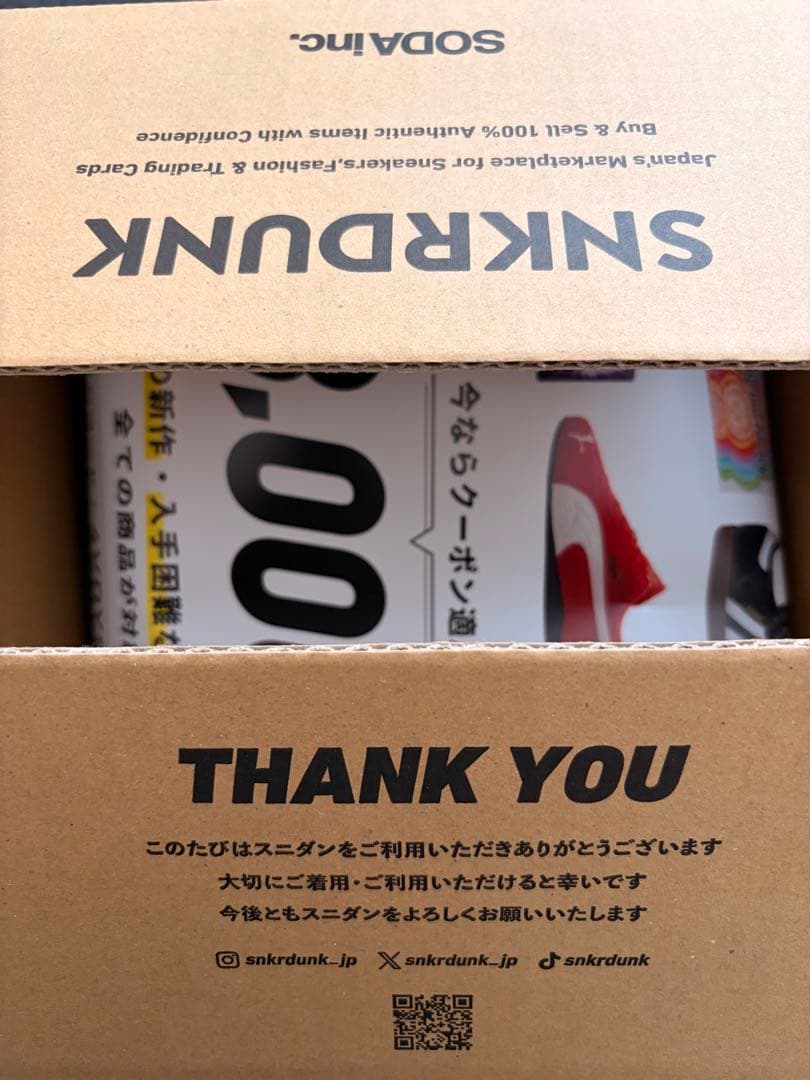 SODA inc.
Buy & Sell 100% Authentic Items with Confidence
Japan's Marketplace for Sneakers,Fashion & Trading Cards
SNKRDUNK
今ならクーポン適
新作・入手困難な
全ての商品が対
THANK YOU
このたびはスニダンをご利用いただきありがとうございます
大切にご着用・ご利用いただけると幸いです
今後ともスニダンをよろしくお願いいたします
snkrdunk_jp snkrdunk_jp snkrdunk